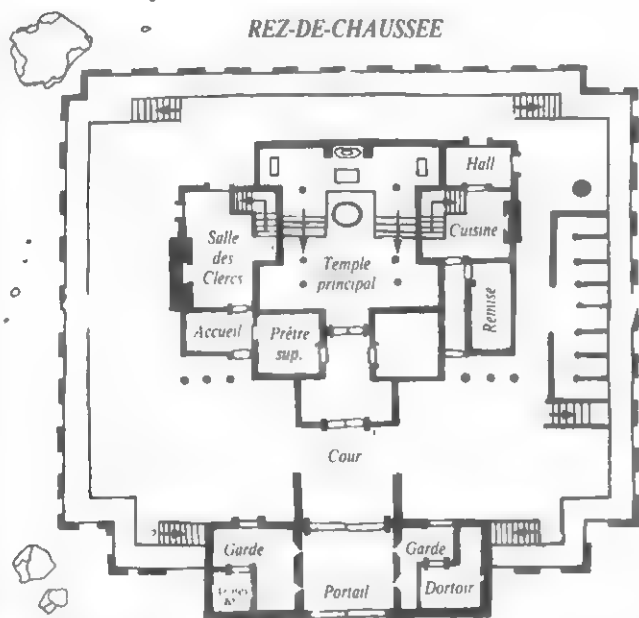 REZ-DE-CHAUSSEE
Hall
Salle
des
Clercs
Cuisine
Temple
principal
Remise
Accueil
Prêtre
sup.
Cour
Garde
Garde
Portail
Dortoir